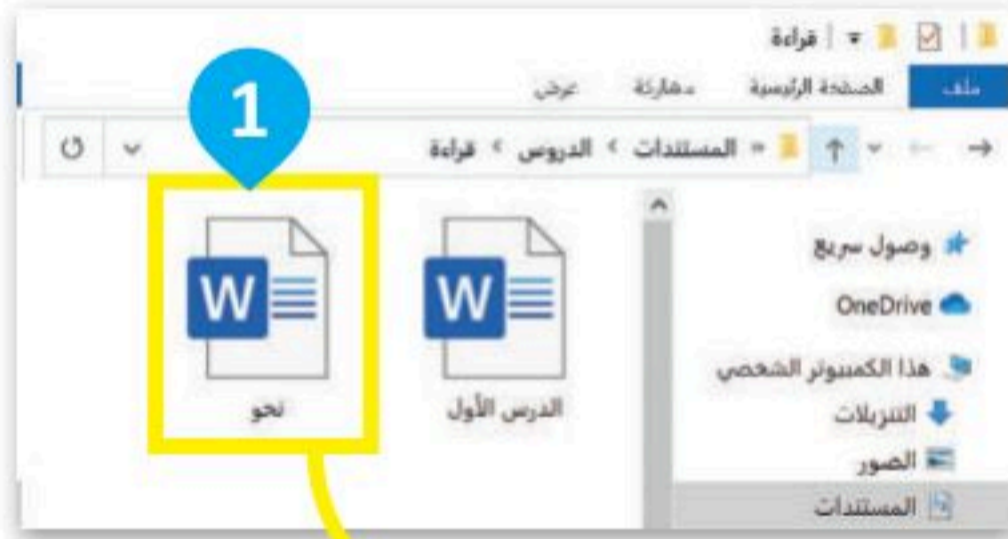 قراءة
ملف الصفحة الرئيسية مشاركة عرض
« المستندات › الدروس › قراءة
1
W W
الدرس الأول نحو
وصول سريع
OneDrive
هذا الكمبيوتر الشخصي
التنزيلات
الصور
المستندات